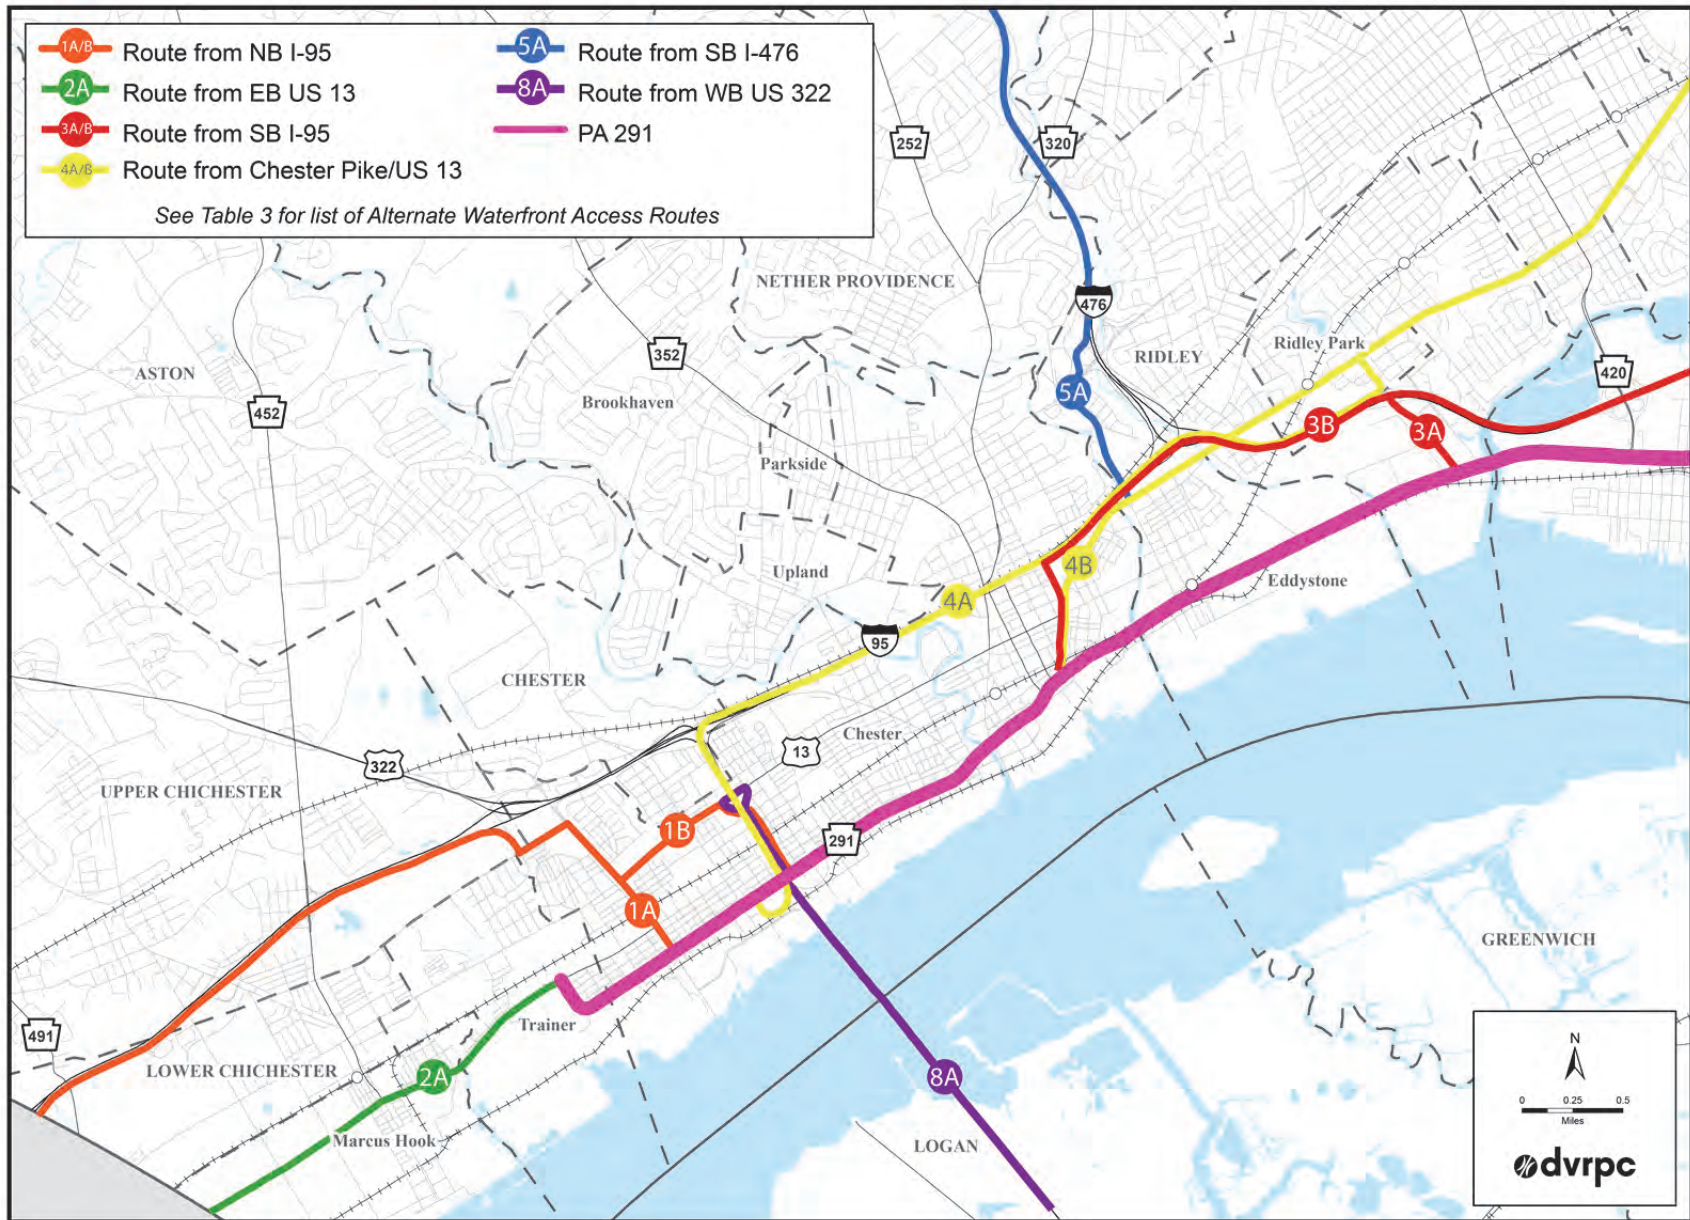 1A/B Route from NB I-95
2A Route from EB US 13
3A/B Route from SB I-95
4A/B Route from Chester Pike/US 13
5A Route from SB I-476
8A Route from WB US 322
PA 291
See Table 3 for list of Alternate Waterfront Access Routes
252
320
NETHER PROVIDENCE
476
RIDLEY
Ridley Park
352
420
ASTON
452
Brookhaven
5A
3B
3A
Parkside
Upland
4B
4A
Eddystone
95
CHESTER
Chester
13
322
UPPER CHICHESTER
1B
291
1A
GREENWICH
Trainer
491
LOWER CHICHESTER
2A
8A
Marcus Hook
LOGAN
N
0 0.25 0.5
Miles
dvrpc